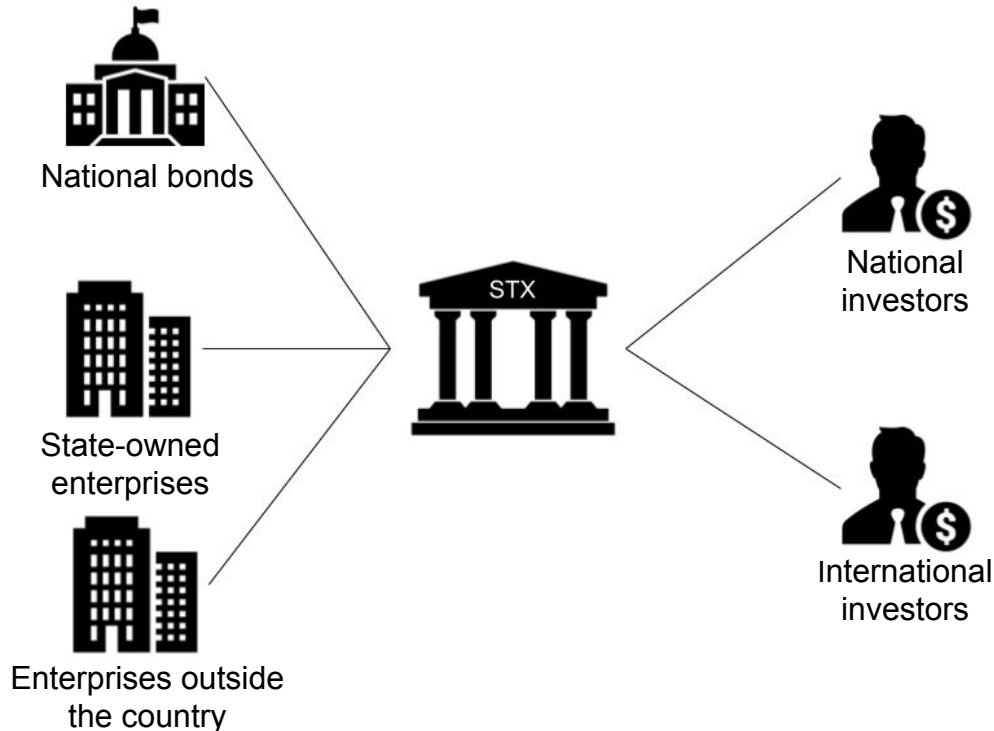 National bonds
State-owned
enterprises
Enterprises outside
the country
STX
National
investors
International
investors